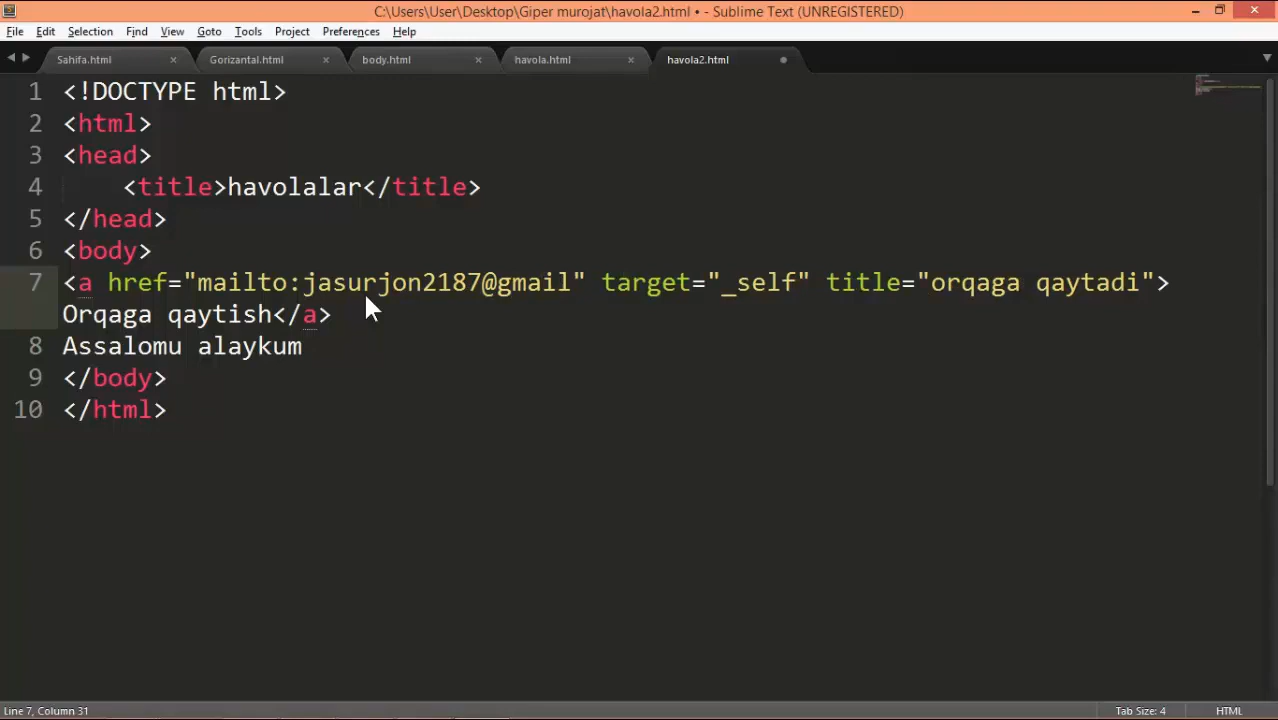 C:\Users\User\Desktop\Giper murojat\havola2.html • - Sublime Text (UNREGISTERED)
File Edit Selection Find View Goto Tools Project Preferences Help
Sahifa.html Gorizantal.html body.html havola.html havola2.html
1 <!DOCTYPE html>
2 <html>
3 <head>
4 <title>havolalar</title>
5 </head>
6 <body>
7 <a href="mailto:jasurjon2187@gmail" target="_self" title="orqaga qaytadi">
Orqaga qaytish</a>
8 Assalomu alaykum
9 </body>
10 </html>
Line 7, Column 31 Tab Size: 4 HTML